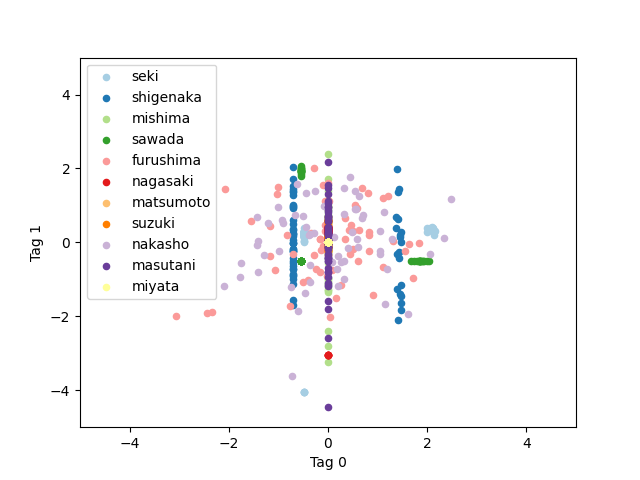 seki
shigenaka
mishima
sawada
furushima
nagasaki
matsumoto
suzuki
nakasho
masutani
miyata
4
2
0
−2
−4
Tag 1
−4
−2
0
2
4
Tag 0